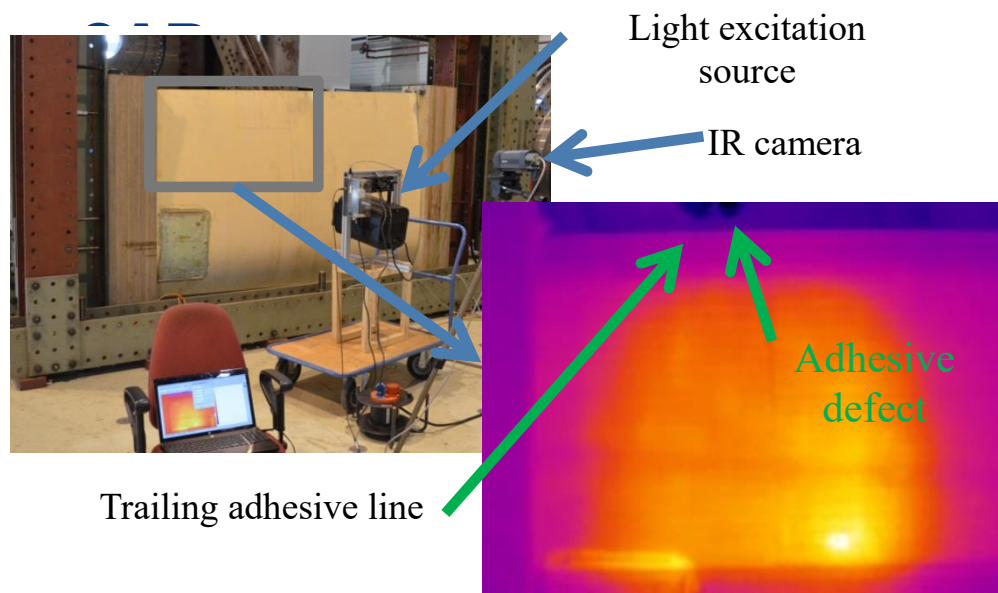 Light excitation
source
IR camera
Adhesive
defect
Trailing adhesive line